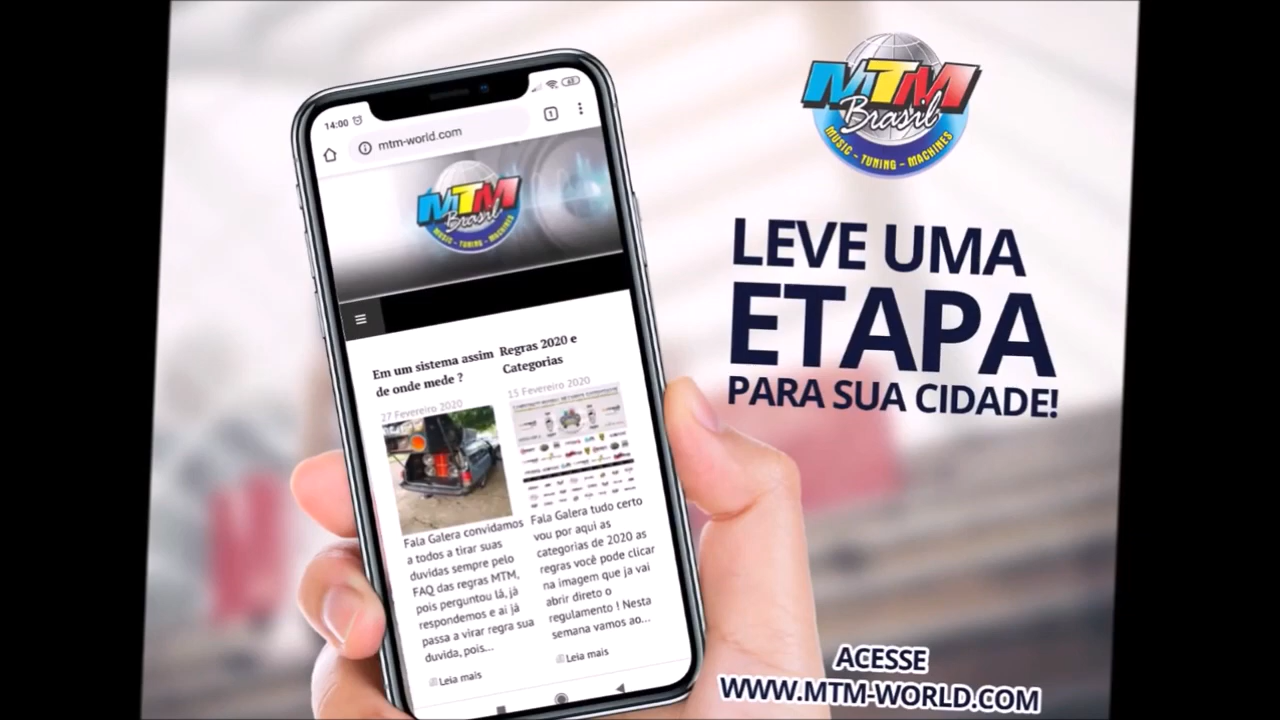 14:00
63
mtm-world.com
1
MTM
Brasil
MUSIC - TUNING - MACHINES
Em um sistema assim
de onde mede ?
27 Fevereiro 2020
Fala Galera convidamos
a todos a tirar suas
duvidas sempre pelo
FAQ das regras MTM,
pois perguntou lá, já
respondemos e ai já
passa a virar regra sua
duvida, pois...
Leia mais
Regras 2020 e
Categorias
15 Fevereiro 2020
Fala Galera tudo certo
vou por aqui as
categorias de 2020 as
regras você pode clicar
na imagem que ja vai
abrir direto o
regulamento ! Nesta
semana vamos ao...
Leia mais
MTM
Brasil
MUSIC - TUNING - MACHINES
LEVE UMA
ETAPA
PARA SUA CIDADE!
ACESSE
WWW.MTM-WORLD.COM